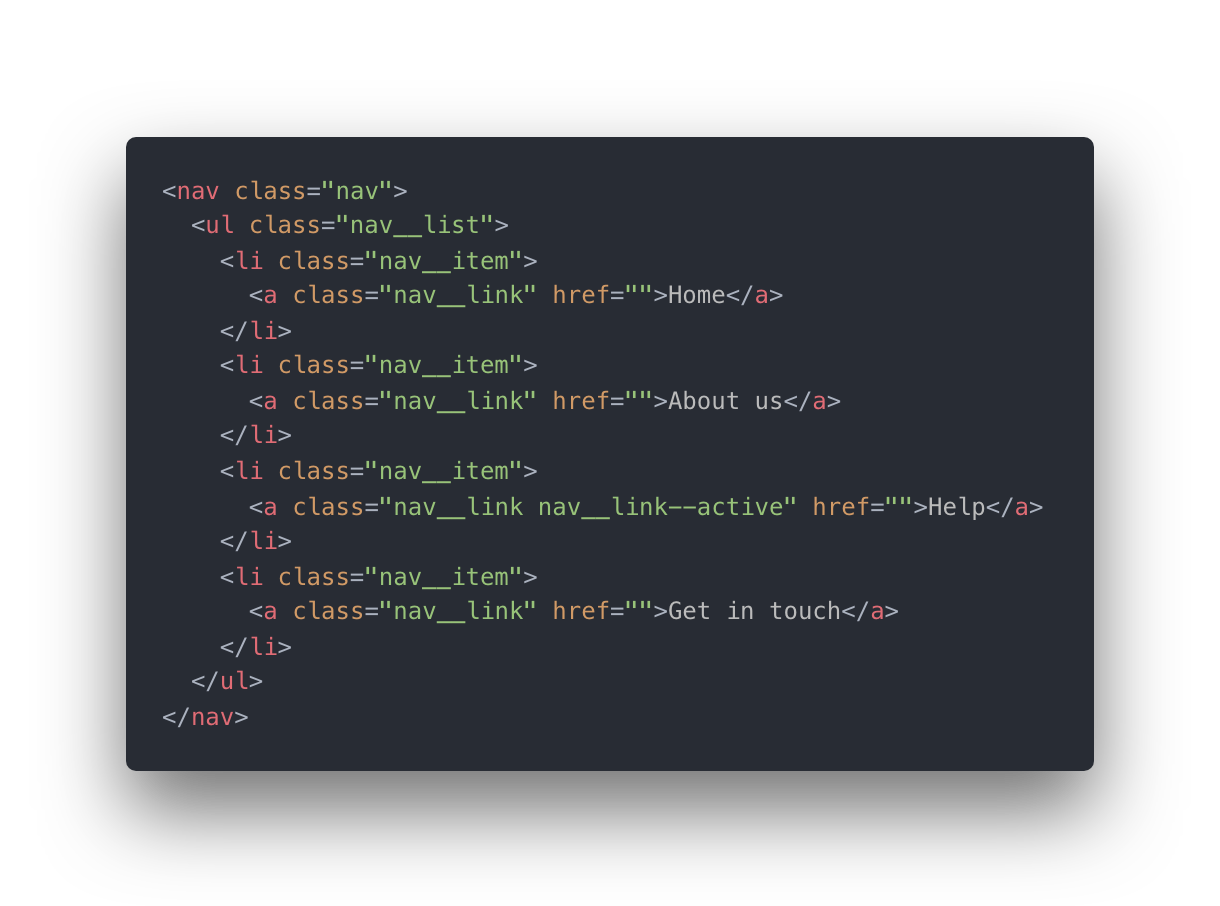 <nav class="nav">
  <ul class="nav__list">
    <li class="nav__item">
      <a class="nav__link" href="">Home</a>
    </li>
    <li class="nav__item">
      <a class="nav__link" href="">About us</a>
    </li>
    <li class="nav__item">
      <a class="nav__link nav__link--active" href="">Help</a>
    </li>
    <li class="nav__item">
      <a class="nav__link" href="">Get in touch</a>
    </li>
  </ul>
</nav>